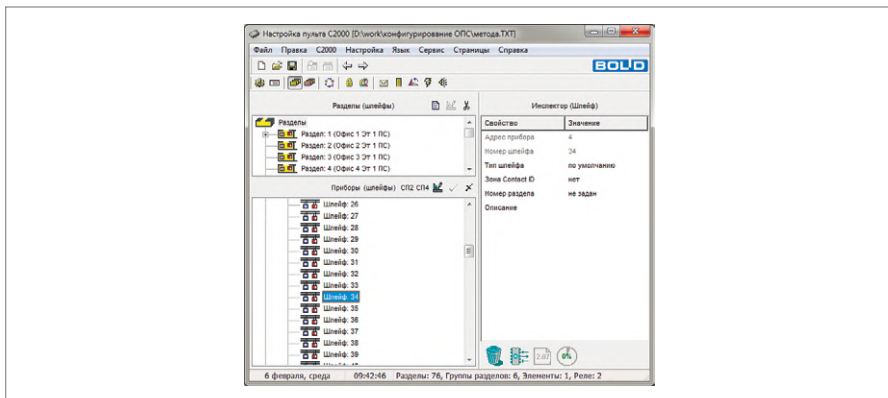 Настройка пульта С2000 [D:\work\конфигурирование ОПС\метода.ТХТ]
Файл Правка С2000 Настройка Язык Сервис Страницы Справка
BOLID
Разделы (шлейфы)
Разделы
Раздел: 1 (Офис 1 Эт 1 ПС)
Раздел: 2 (Офис 2 Эт 1 ПС)
Раздел: 3 (Офис 3 Эт 1 ПС)
Раздел: 4 (Офис 4 Эт 1 ПС)
Приборы (шлейфы) СП2 СП4
Шлейф: 26
Шлейф: 27
Шлейф: 28
Шлейф: 29
Шлейф: 30
Шлейф: 31
Шлейф: 32
Шлейф: 33
Шлейф: 34
Шлейф: 35
Шлейф: 36
Шлейф: 37
Шлейф: 38
Шлейф: 39
Инспектор (Шлейф)
Свойство Значение
Адрес прибора 4
Номер шлейфа 34
Тип шлейфа по умолчанию
Зона Contact ID нет
Номер раздела не задан
Описание
2.07
0%
6 февраля, среда 09:42:46 Разделы: 76, Группы разделов: 6, Элементы: 1, Реле: 2